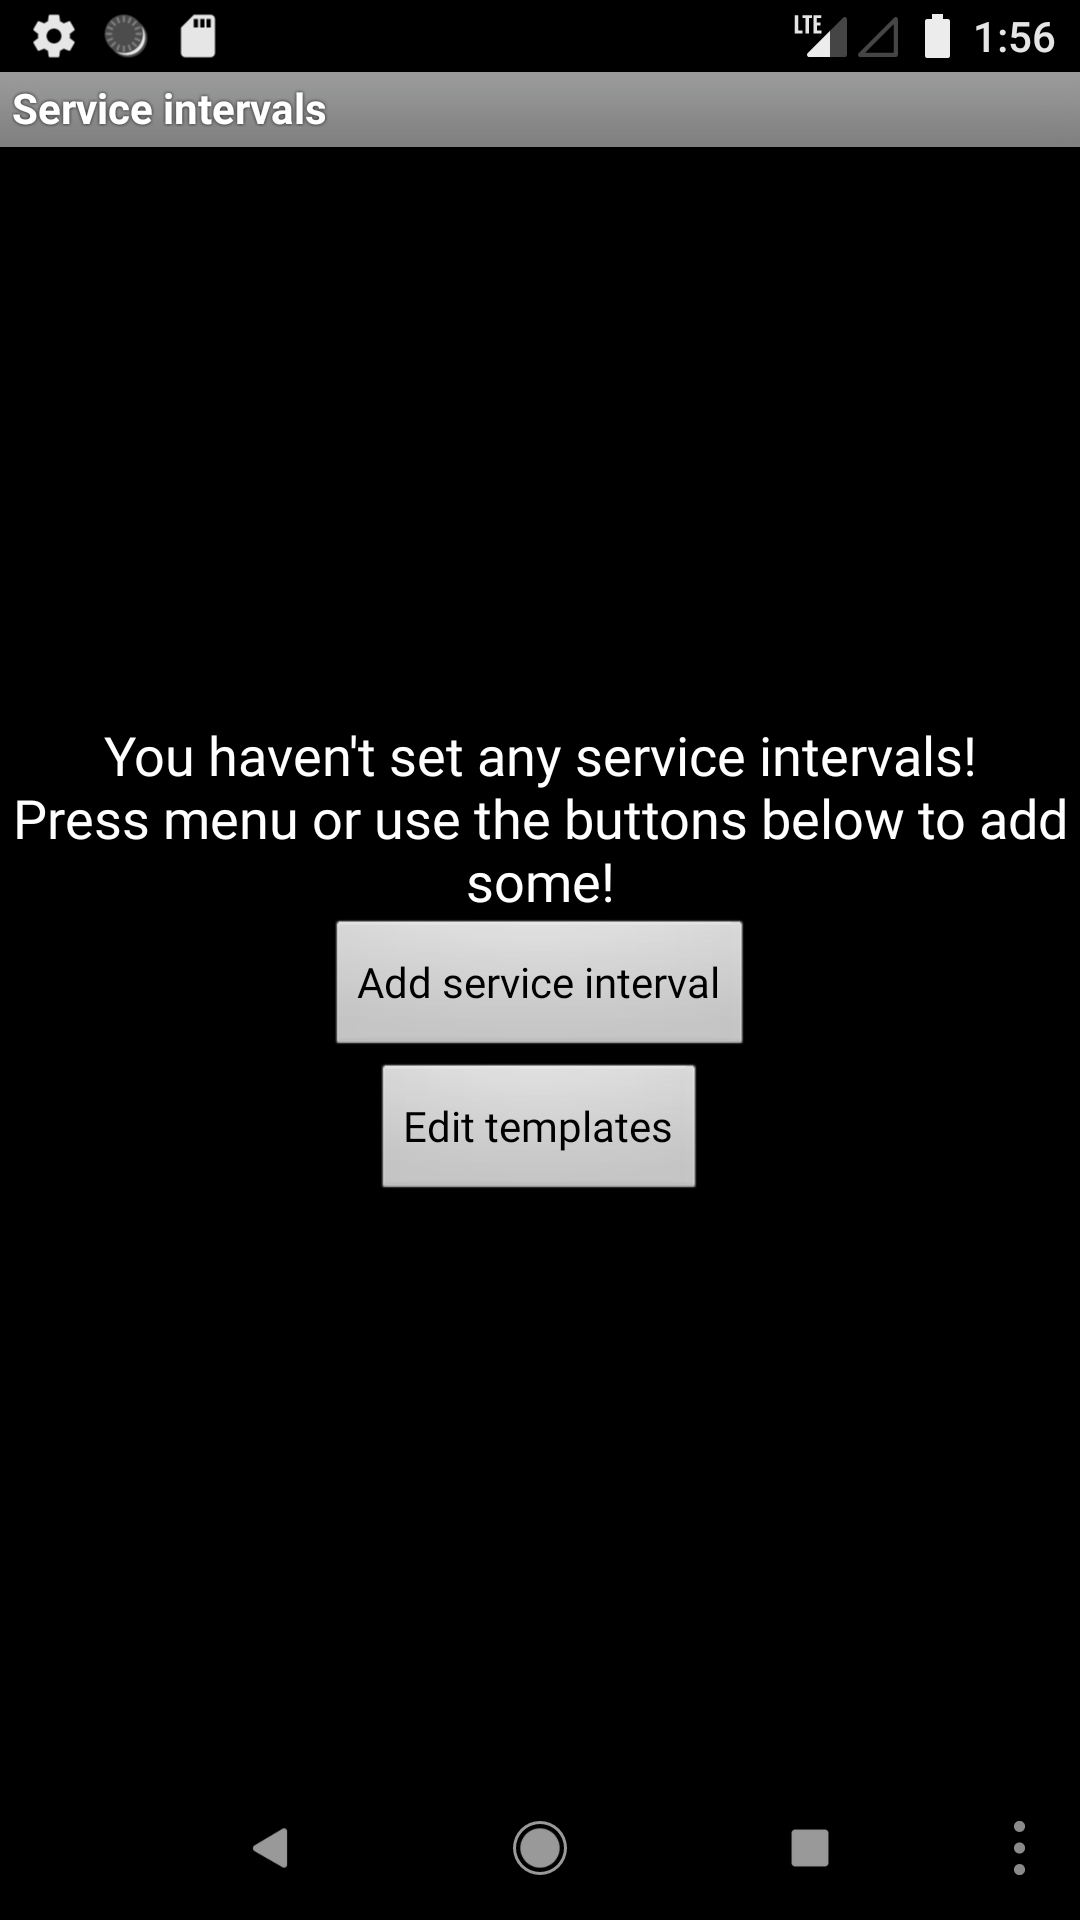 LTE 1:56
Service intervals
You haven't set any service intervals!
Press menu or use the buttons below to add
some!
Add service interval
Edit templates